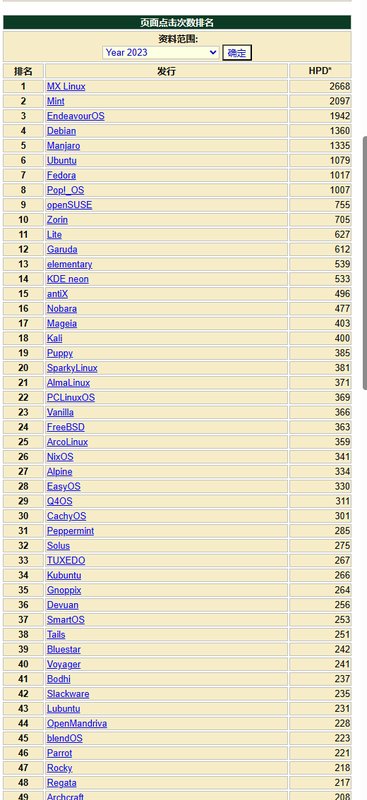 页面点击次数排名
资料范围:
Year 2023 确定
排名 发行 HPD*
1 MX Linux 2668
2 Mint 2097
3 EndeavourOS 1942
4 Debian 1360
5 Manjaro 1335
6 Ubuntu 1079
7 Fedora 1017
8 Pop!_OS 1007
9 openSUSE 755
10 Zorin 705
11 Lite 627
12 Garuda 612
13 elementary 539
14 KDE neon 533
15 antiX 496
16 Nobara 477
17 Mageia 403
18 Kali 400
19 Puppy 385
20 SparkyLinux 381
21 AlmaLinux 371
22 PCLinuxOS 369
23 Vanilla 366
24 FreeBSD 363
25 ArcoLinux 359
26 NixOS 341
27 Alpine 334
28 EasyOS 330
29 Q4OS 311
30 CachyOS 301
31 Peppermint 285
32 Solus 275
33 TUXEDO 267
34 Kubuntu 266
35 Gnoppix 264
36 Devuan 256
37 SmartOS 253
38 Tails 251
39 Bluestar 242
40 Voyager 241
41 Bodhi 237
42 Slackware 235
43 Lubuntu 231
44 OpenMandriva 228
45 blendOS 223
46 Parrot 221
47 Rocky 218
48 Regata 217
49 Archcraft 208